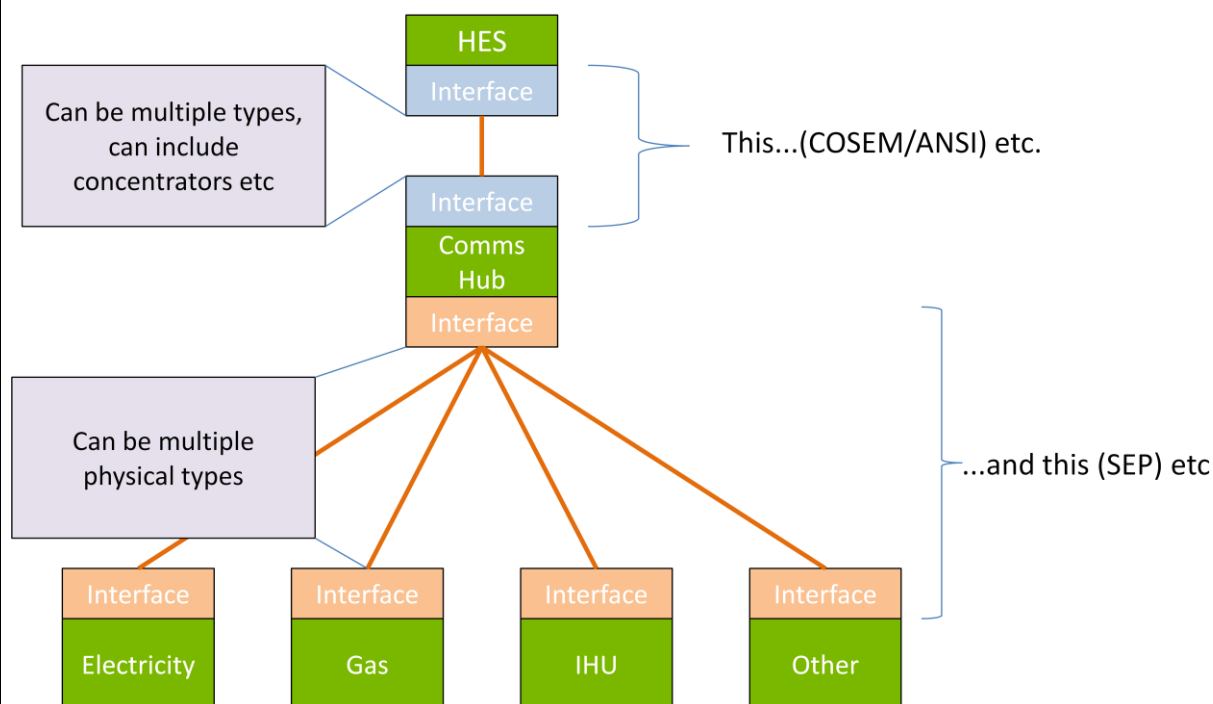 HES
Interface
Can be multiple types,
can include
concentrators etc
This...(COSEM/ANSI) etc.
Interface
Comms
Hub
Interface
Can be multiple
physical types
...and this (SEP) etc
Interface
Interface
Interface
Interface
Electricity
Gas
IHU
Other